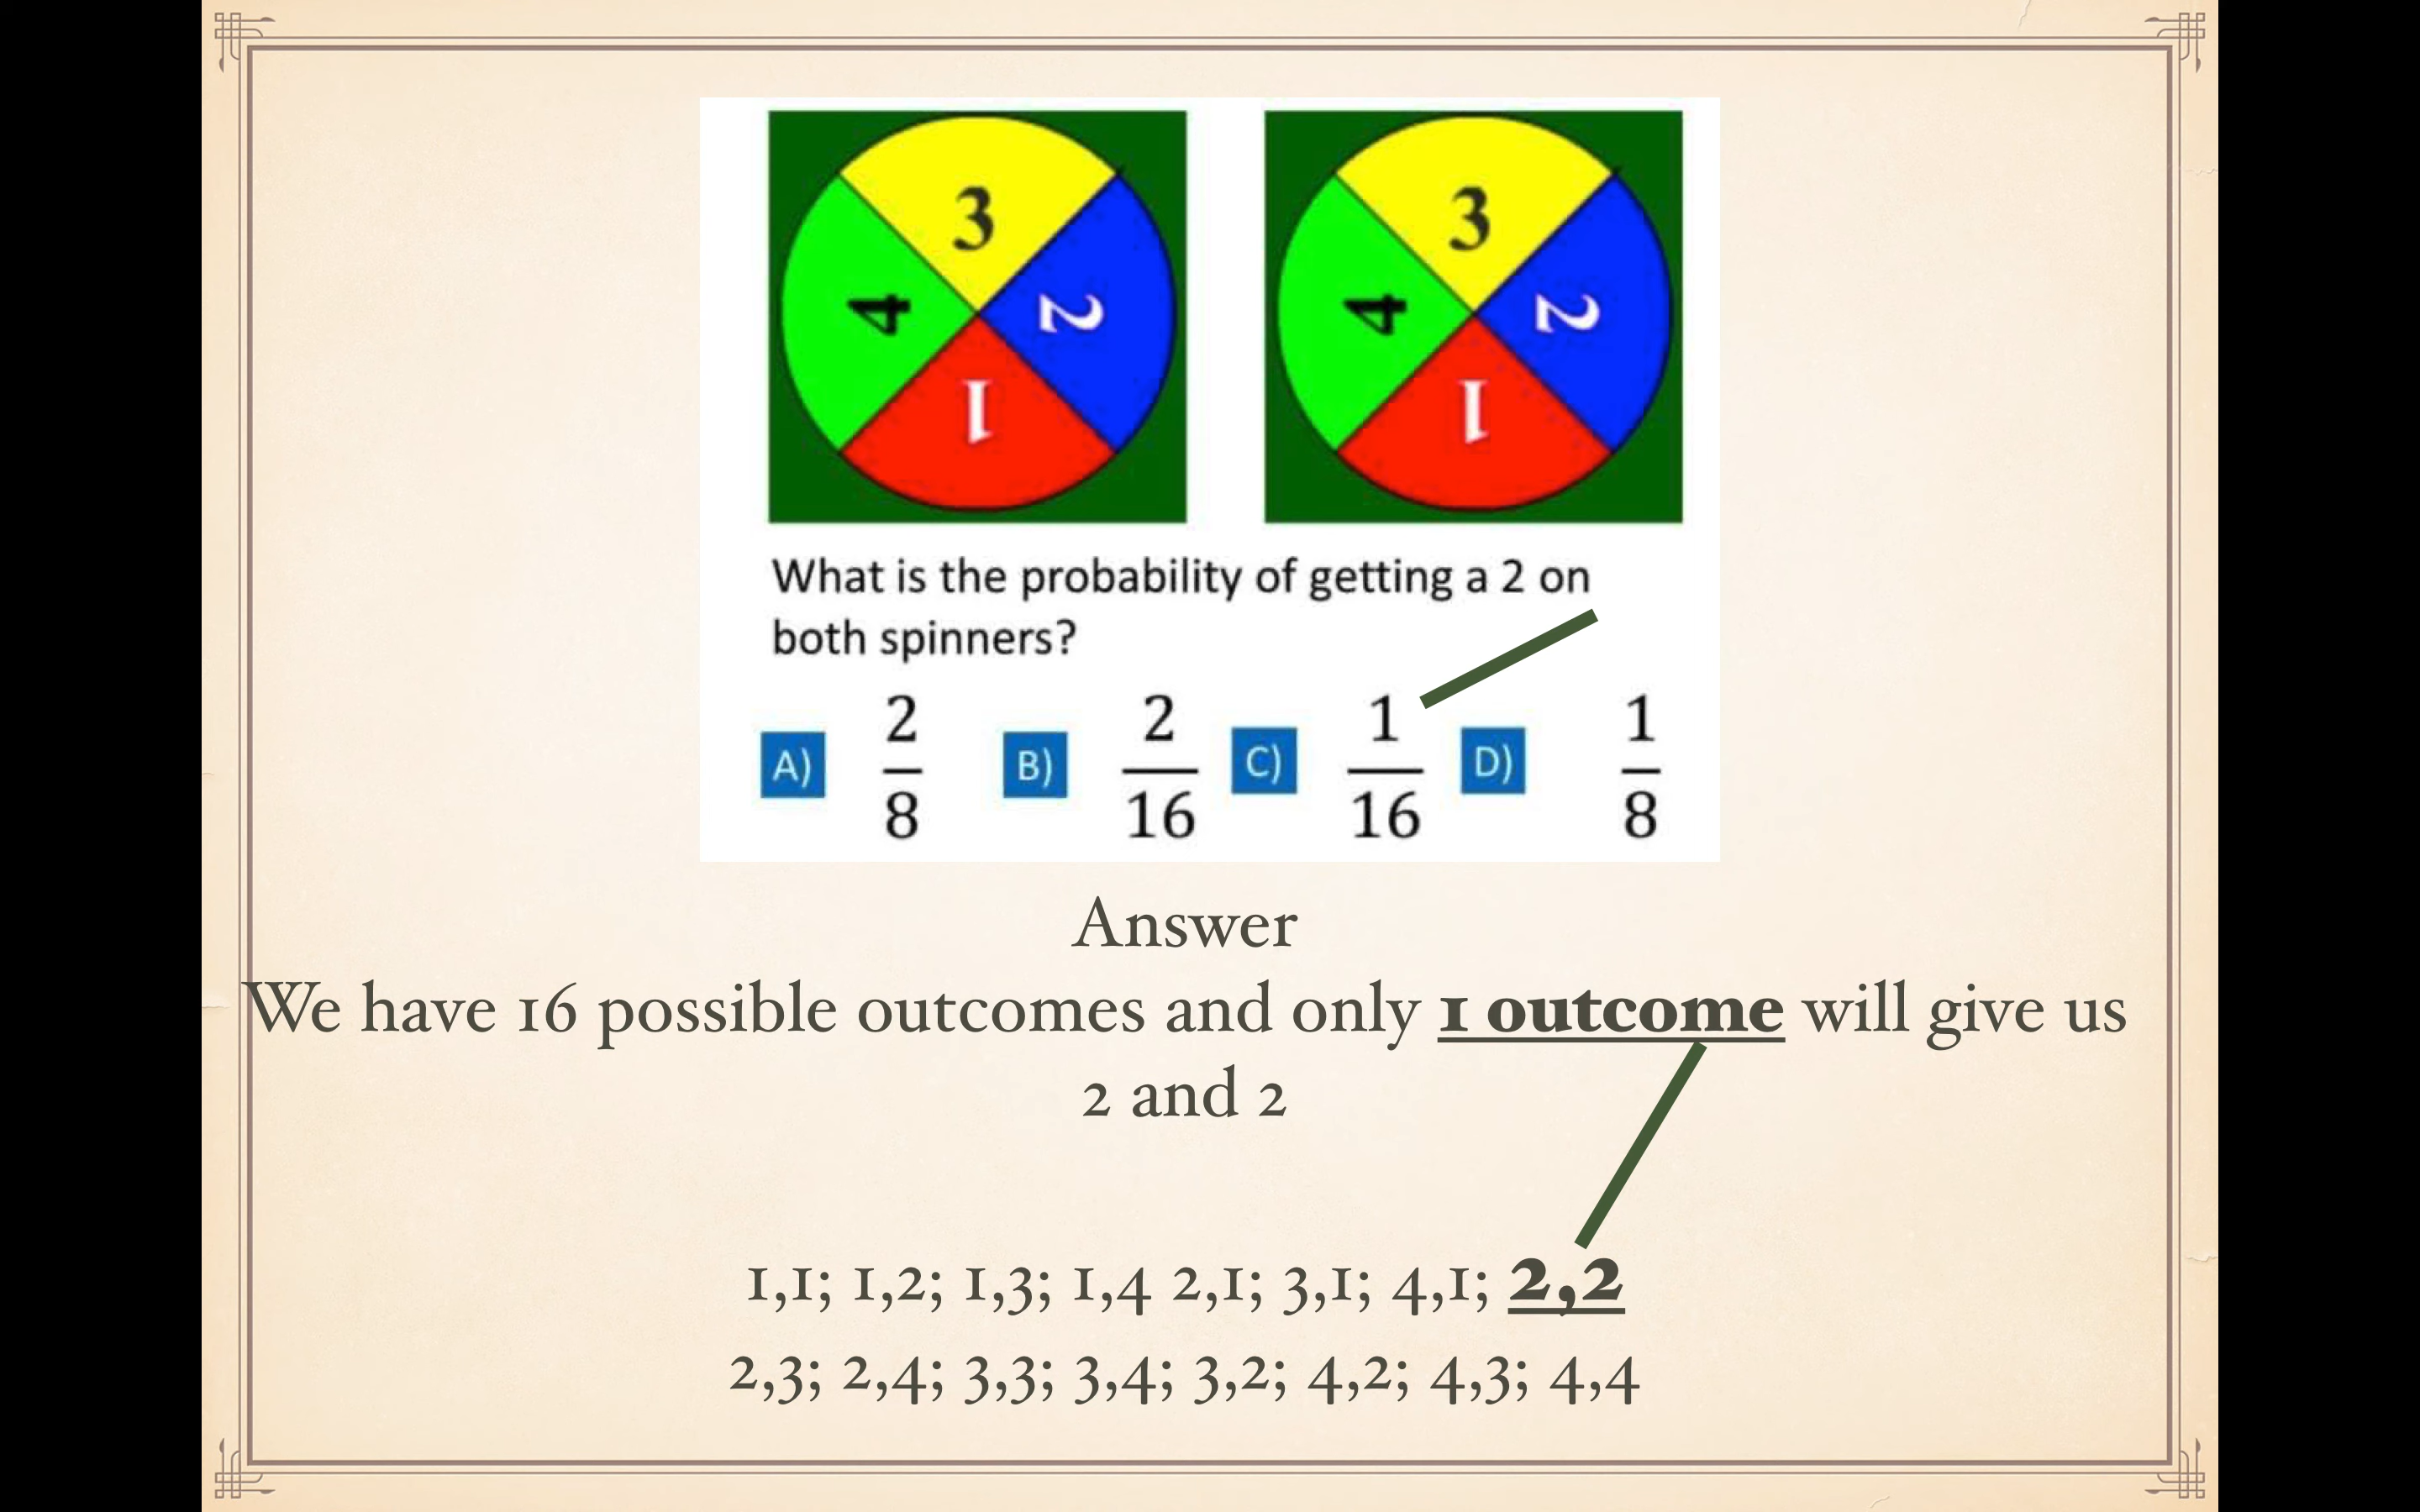 3 3
4 2 4 2
1 1
What is the probability of getting a 2 on
both spinners?
A) 2/8 B) 2/16 C) 1/16 D) 1/8
Answer
We have 16 possible outcomes and only 1 outcome will give us
2 and 2
1,1; 1,2; 1,3; 1,4 2,1; 3,1; 4,1; 2,2
2,3; 2,4; 3,3; 3,4; 3,2; 4,2; 4,3; 4,4